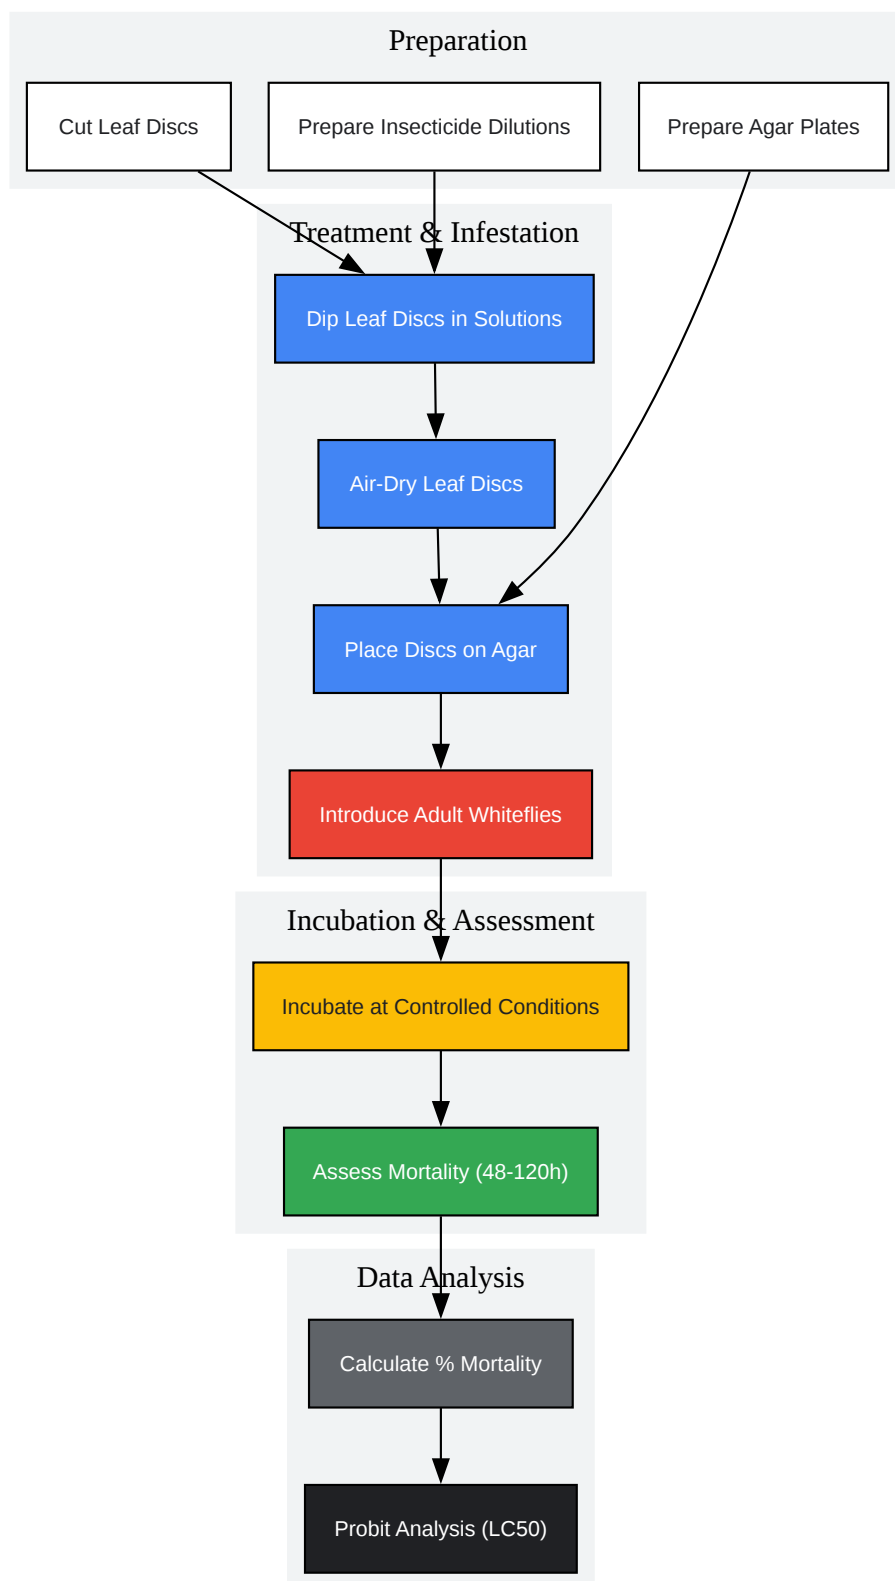 Preparation
Cut Leaf Discs
Prepare Insecticide Dilutions
Prepare Agar Plates
Treatment & Infestation
Dip Leaf Discs in Solutions
Air-Dry Leaf Discs
Place Discs on Agar
Introduce Adult Whiteflies
Incubation & Assessment
Incubate at Controlled Conditions
Assess Mortality (48-120h)
Data Analysis
Calculate % Mortality
Probit Analysis (LC50)